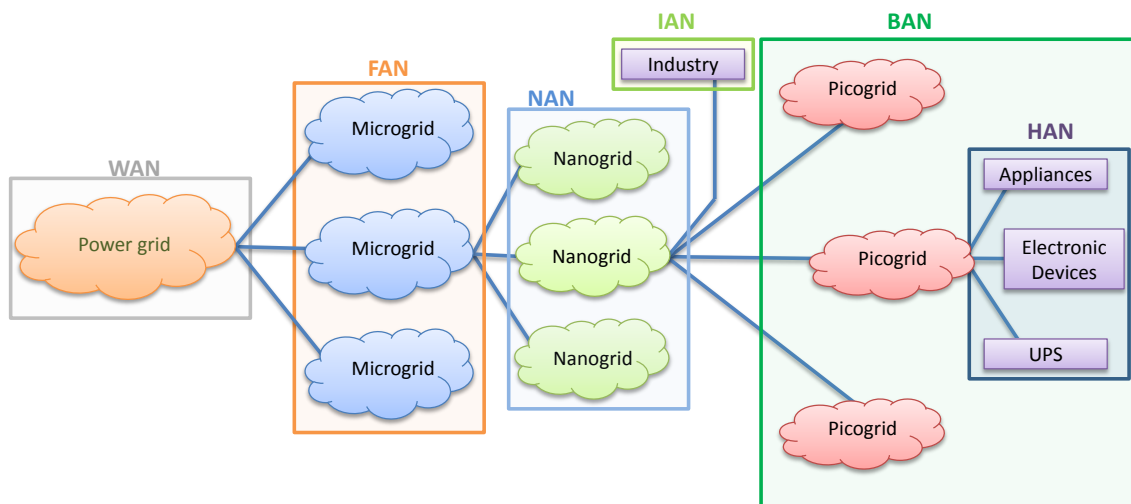 IAN
BAN
Industry
FAN
Picogrid
NAN
Microgrid
HAN
Nanogrid
WAN
Appliances
Power grid
Microgrid
Nanogrid
Picogrid
Electronic
Devices
Microgrid
Nanogrid
UPS
Picogrid